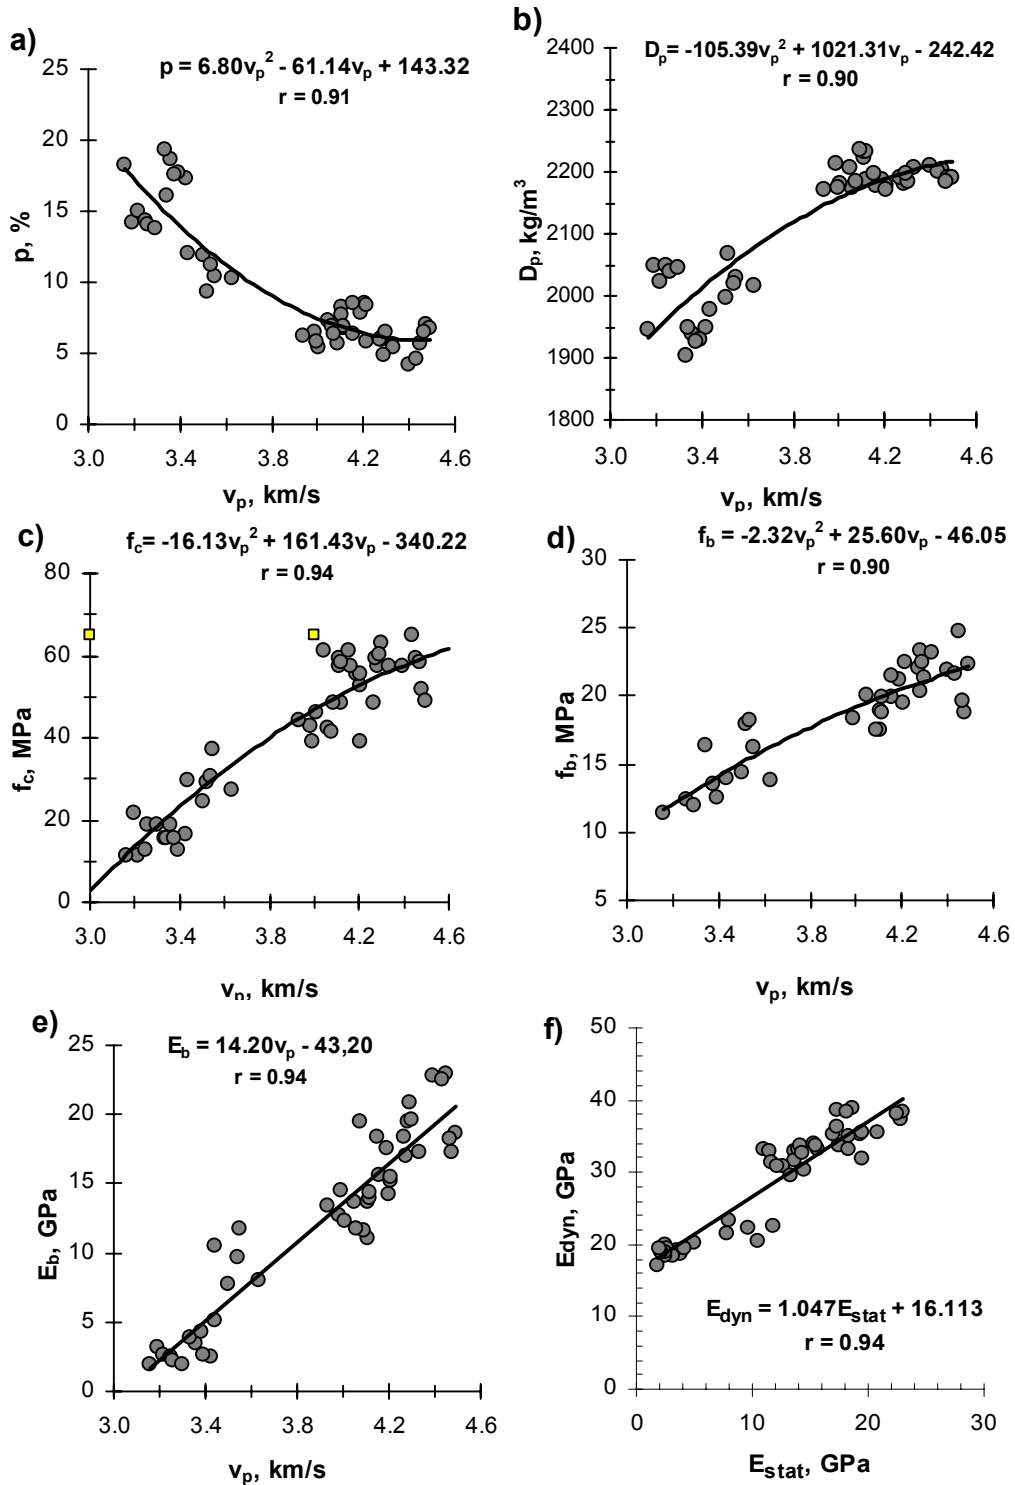 a)
p = 6.80vp² - 61.14vp + 143.32
r = 0.91
25
20
15
10
5
0
p, %
3.0 3.4 3.8 4.2 4.6
vp, km/s
b)
Dp= -105.39vp² + 1021.31vp - 242.42
r = 0.90
2400
2300
2200
2100
2000
1900
1800
Dp, kg/m³
3.0 3.4 3.8 4.2 4.6
vp, km/s
c)
fc= -16.13vp² + 161.43vp - 340.22
r = 0.94
80
60
40
20
0
fc, MPa
3.0 3.4 3.8 4.2 4.6
vp, km/s
d)
fb = -2.32vp² + 25.60vp - 46.05
r = 0.90
30
25
20
15
10
5
fb, MPa
3.0 3.4 3.8 4.2 4.6
vp, km/s
e)
Eb = 14.20vp - 43,20
r = 0.94
25
20
15
10
5
0
Eb, GPa
3.0 3.4 3.8 4.2 4.6
vp, km/s
f)
50
40
30
20
10
0
Edyn, GPa
Edyn = 1.047Estat + 16.113
r = 0.94
0 10 20 30
Estat, GPa